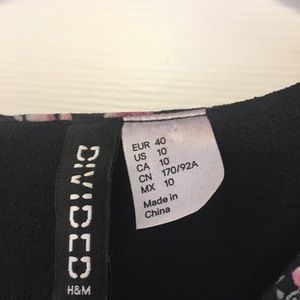 DIVIDED
H&M
EUR 40
US 10
CA 10
CN 170/92A
MX 10
Made in
China